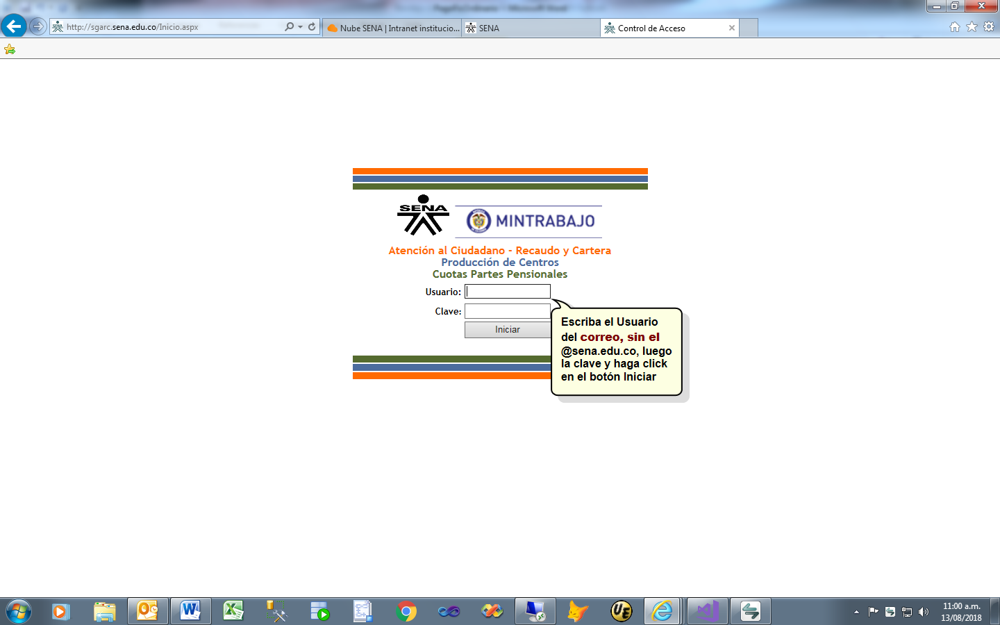 http://sgarc.sena.edu.co/Inicio.aspx
Nube SENA | Intranet institucio...
SENA
Control de Acceso
SENA
MINTRABAJO
Atención al Ciudadano - Recaudo y Cartera
Producción de Centros
Cuotas Partes Pensionales
Usuario:
Clave:
Iniciar
Escriba el Usuario
del correo, sin el
@sena.edu.co, luego
la clave y haga click
en el botón Iniciar
UE
11:00 a.m.
13/08/2018